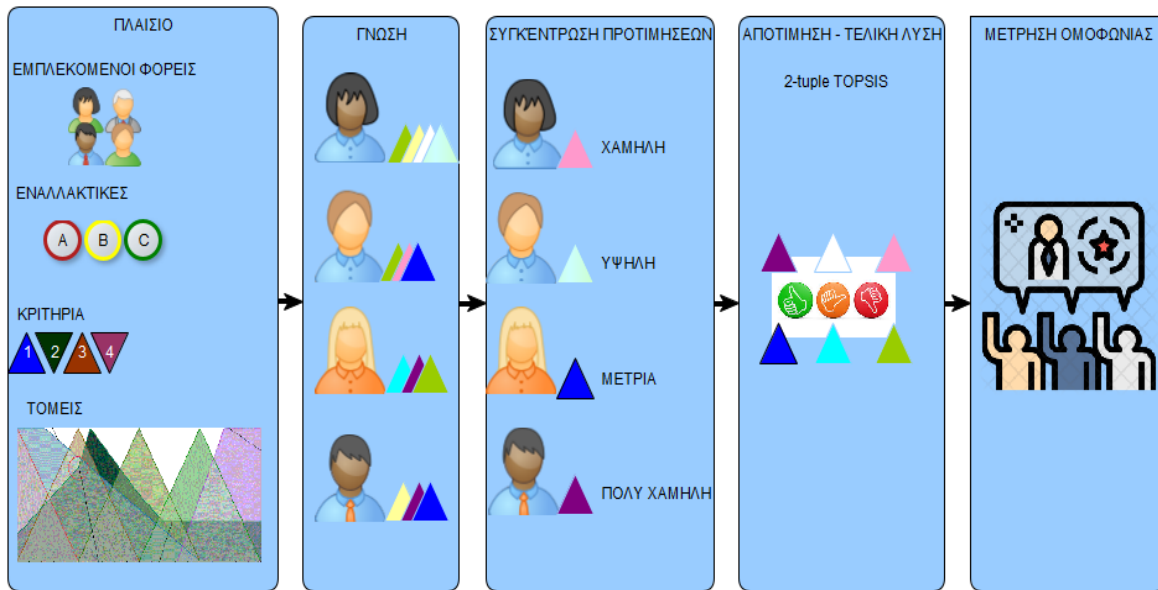 ΠΛΑΙΣΙΟ
ΕΜΠΛΕΚΟΜΕΝΟΙ ΦΟΡΕΙΣ
ΕΝΑΛΛΑΚΤΙΚΕΣ
A B C
ΚΡΙΤΗΡΙΑ
1 2 3 4
ΤΟΜΕΙΣ
ΓΝΩΣΗ
ΣΥΓΚΈΝΤΡΩΣΗ ΠΡΟΤΙΜΗΣΕΩΝ
ΧΑΜΗΛΗ
ΥΨΗΛΗ
ΜΕΤΡΙΑ
ΠΟΛΥ ΧΑΜΗΛΗ
ΑΠΟΤΙΜΗΣΗ - ΤΕΛΙΚΗ ΛΥΣΗ
2-tuple TOPSIS
ΜΕΤΡΗΣΗ ΟΜΟΦΩΝΙΑΣ